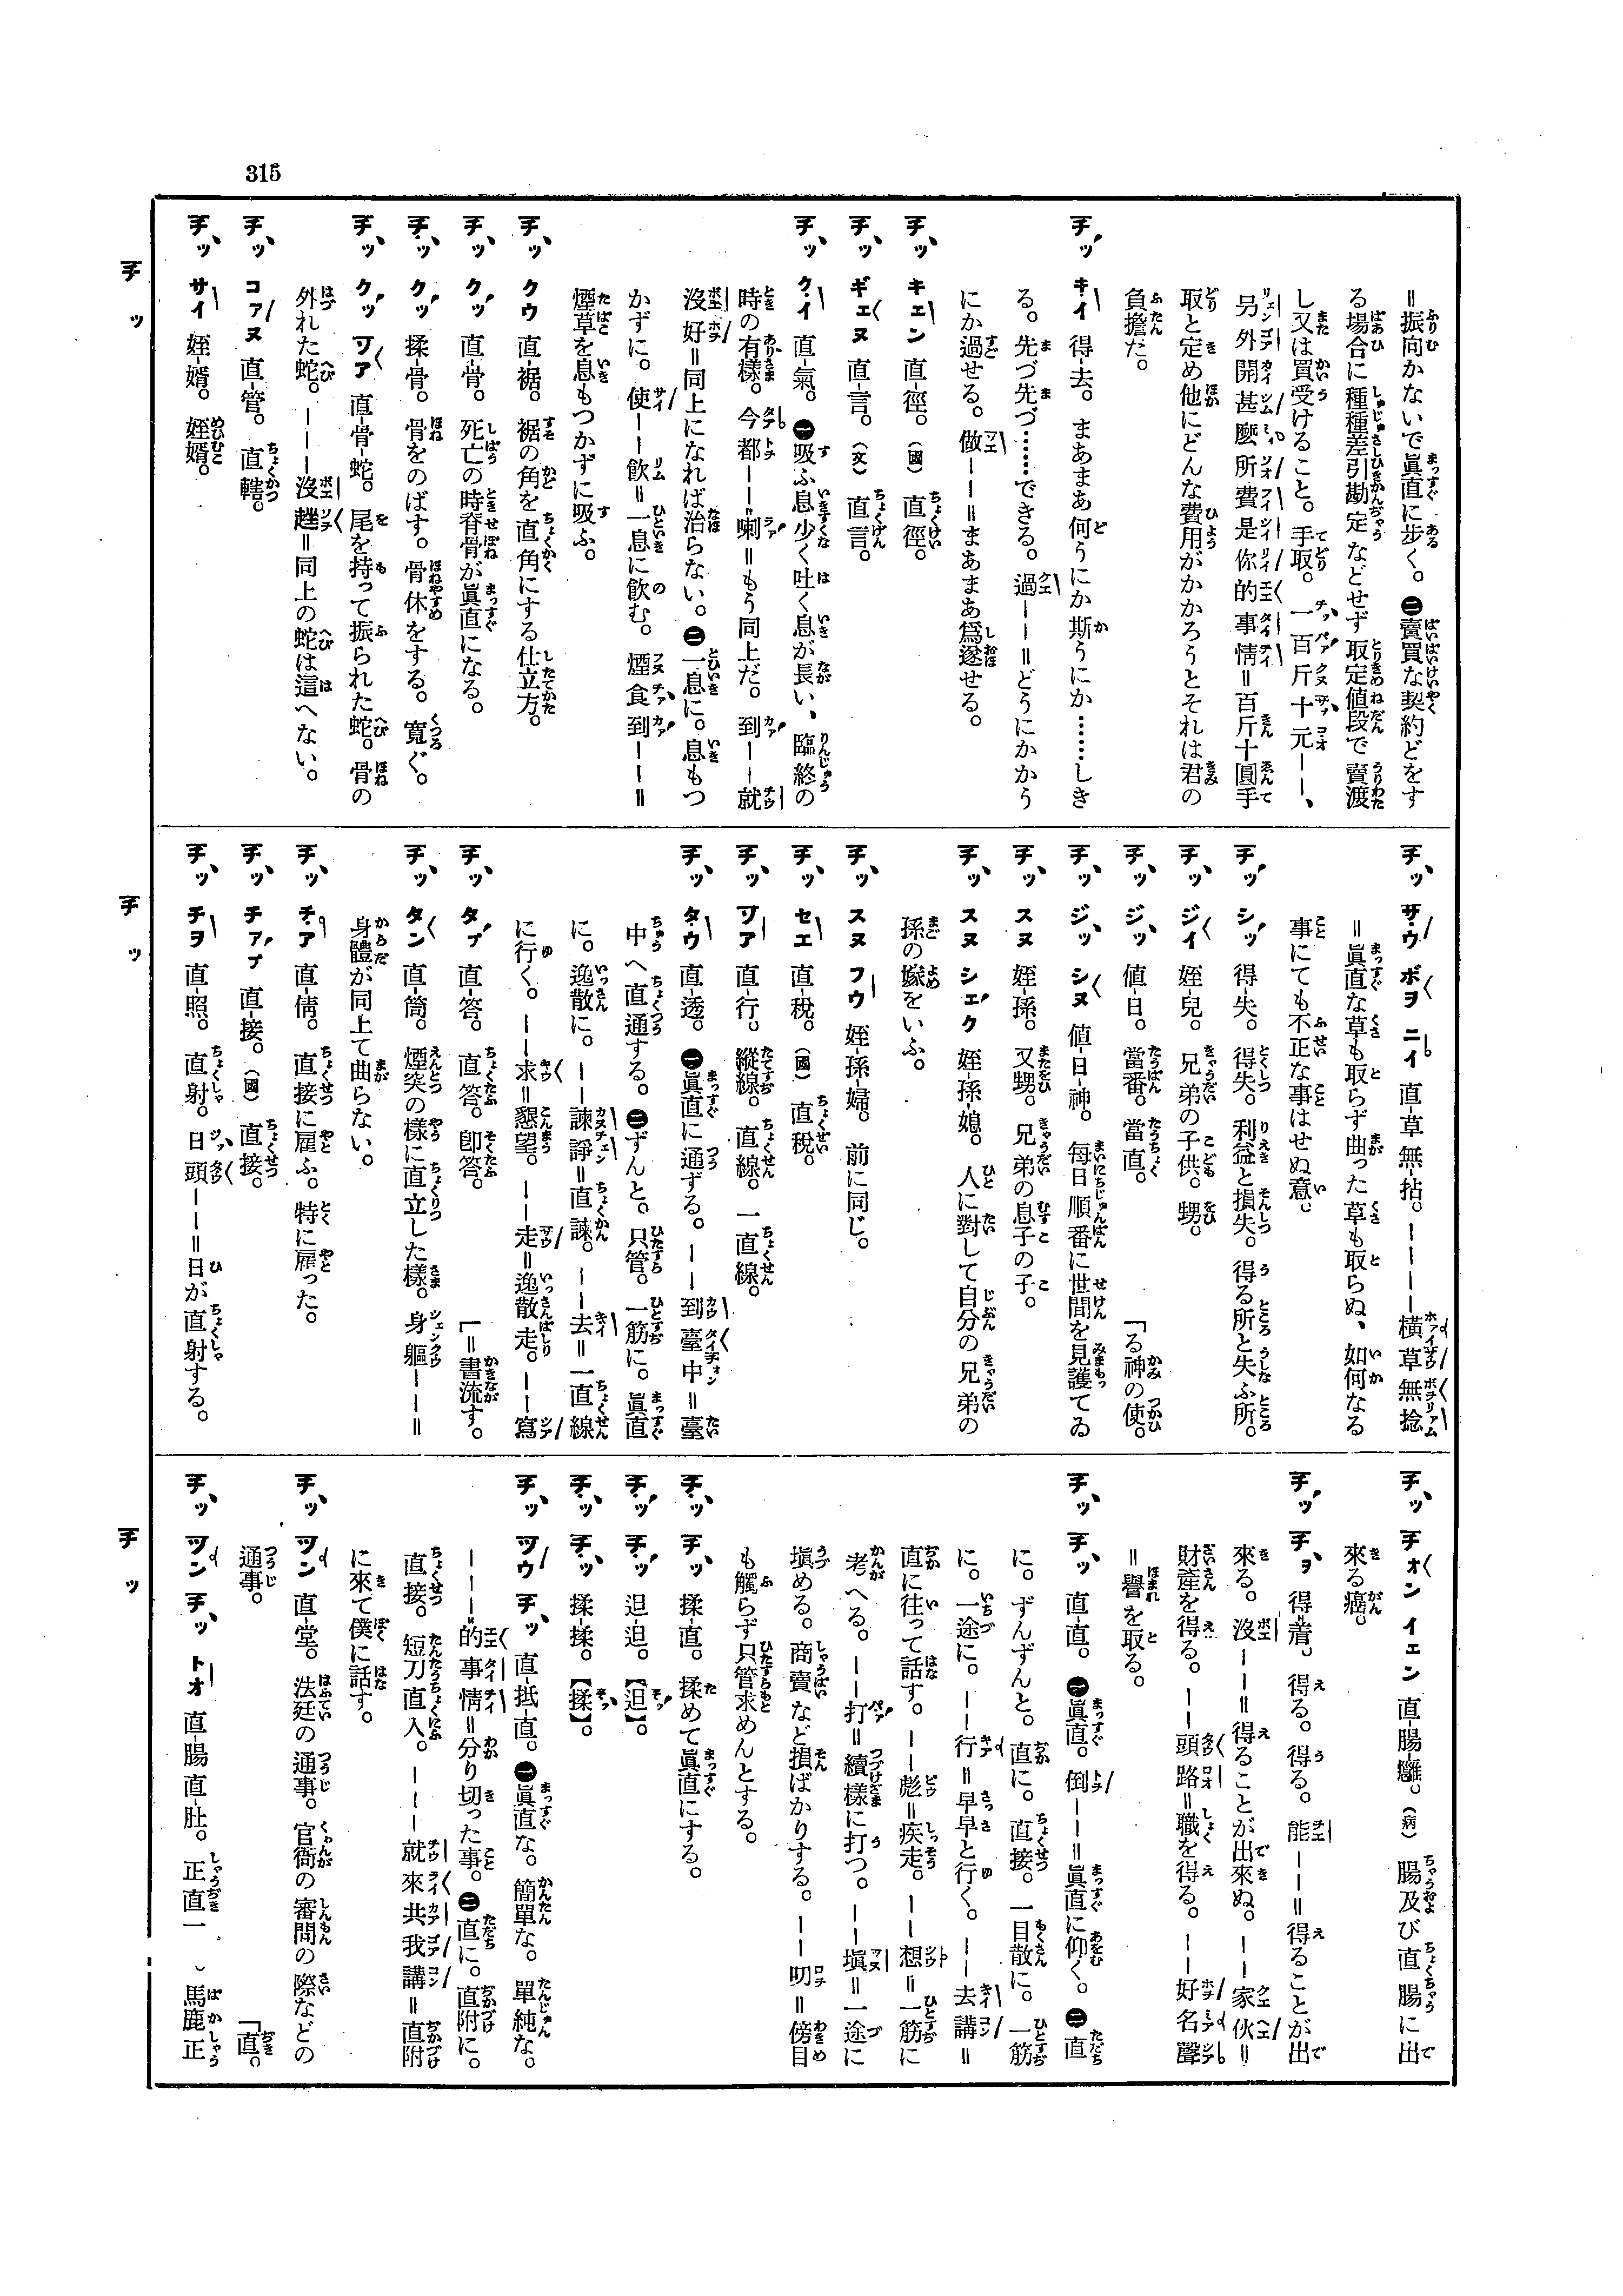 315
＝振向かないで眞直に步く。㊁賣買な契約どをす
る場合に種種差引勘定などせず取定値段で賣渡
し又は買受けること。手取。一百斤十元ーー、
另外開甚麼所費是你的事情＝百斤十圓手
取と定め他にどんな費用がかかろうとそれは君の
負擔だ。
チッ キイ 得-去。まあまあ何うにか斯うにか……しき
る。先づ先づ……できる。過ーー＝どうにかかう
にか過せる。做ーー＝まあまあ爲遂せる。
チッ キェン 直-徑。（國）直徑。
チッ ギェヌ 直-言。（文）直言。
チッ クイ 直-氣。㊀吸ふ息少く吐く息が長い、臨終の
時の有樣。今都ーー喇＝もう同上だ。到ーー就
沒好＝同上になれば治らない。㊁一息に。息もつ
かずに。使ーー飮＝一息に飮む。煙食到ーー＝
煙草を息もつかずに吸ふ。
チッ クウ 直-裾。裾の角を直角にする仕立方。
チッ クッ 直-骨。死亡の時脊骨が眞直になる。
チッ クッ 揉-骨。骨をのばす。骨休をする。寬ぐ。
チッ クッ ツァ 直-骨-蛇。尾を持って振られた蛇。骨の
外れた蛇。ーーー沒趖＝同上の蛇は這へない。
チッ コァヌ 直-管。直轄。
チッ サイ 姪-婿。姪婿。
チッ サウ ボヲ ニイ 直-草無-拈。ーーーー橫草無捻
＝眞直な草も取らず曲った草も取らぬ、如何なる
事にても不正な事はせぬ意。
チッ シッ 得-失。得失。利益と損失。得る所と失ふ所。
チッ ジイ 姪-兒。兄弟の子供。甥。
チッ ジッ 値-日。當番。當直。
チッ ジッ シヌ 値-日-神。每日順番に世間を見護てゐ
「る神の使。
チッ スヌ 姪-孫。又甥。兄弟の息子の子。
チッ スヌ シェク 姪-孫-媳。人に對して自分の兄弟の
孫の嫁をいふ。
チッ スヌ フウ 姪-孫-婦。前に同じ。
チッ セエ 直-稅。（國）直稅。
チッ ツァ 直-行。縱線。直線。一直線。
チッ タウ 直-透。㊀眞直に通ずる。ーー到臺中＝臺
中へ直通する。㊁ずんと。只管。一筋に。眞直
に。逸散に。ーー諫諍＝直諫。ーー去＝一直線
に行く。ーー求＝懇望。ーー走＝逸散走。ーー寫
「＝書流す。
チッ タプ 直-答。直答。卽答。
チッ タン 直-筒。煙突の樣に直立した樣。身軀ーー＝
身體が同上て曲らない。
チッ チア 直-倩。直接に雇ふ。特に雇った。
チッ チァプ 直-接。（國）直接。
チッ チヲ 直-照。直射。日頭ーー＝日が直射する。
チッ チォン イェン 直-腸-癰。（病）腸及び直腸に出
來る癌。
チッ チォ 得-著。得る。得る。能ーー＝得ることが出
來る。沒ーー＝得ることが出來ぬ。ーー家伙＝
財產を得る。ーー頭路＝職を得る。ーー好名聲
＝譽を取る。
チッ チッ 直-直。㊀眞直。倒ーー＝眞直に仰く。㊁直
に。ずんずんと。直に。直接。一目散に。一筋
に。一途に。ーー行＝早早と行く。ーー去講＝
直に往って話す。ーー彪＝疾走。ーー想＝一筋に
考へる。ーー打＝續樣に打つ。ーー塡＝一途に
塡める。商賣など損ばかりする。ーー叨＝傍目
も觸らず只管求めんとする。
チッ チッ 揉-直。揉めて眞直にする。
チッ チッ 𢓜-𢓜。【𢓜】。
チッ チッ 揉-揉。【揉】。
チッ ツウ チッ 直-抵-直。㊀眞直な。簡單な。單純な。
ーーー的事情＝分り切った事。㊁直に。直附に。
直接。短刀直入。ーーー就來共我講＝直附
に來て僕に話す。
チッ ツン 直-堂。法廷の通事。官衙の審問の際などの
通事。
「直。
チッ ツン チッ トオ 直-腸直-肚。正直一 馬鹿正
チッ
チッ
チッ